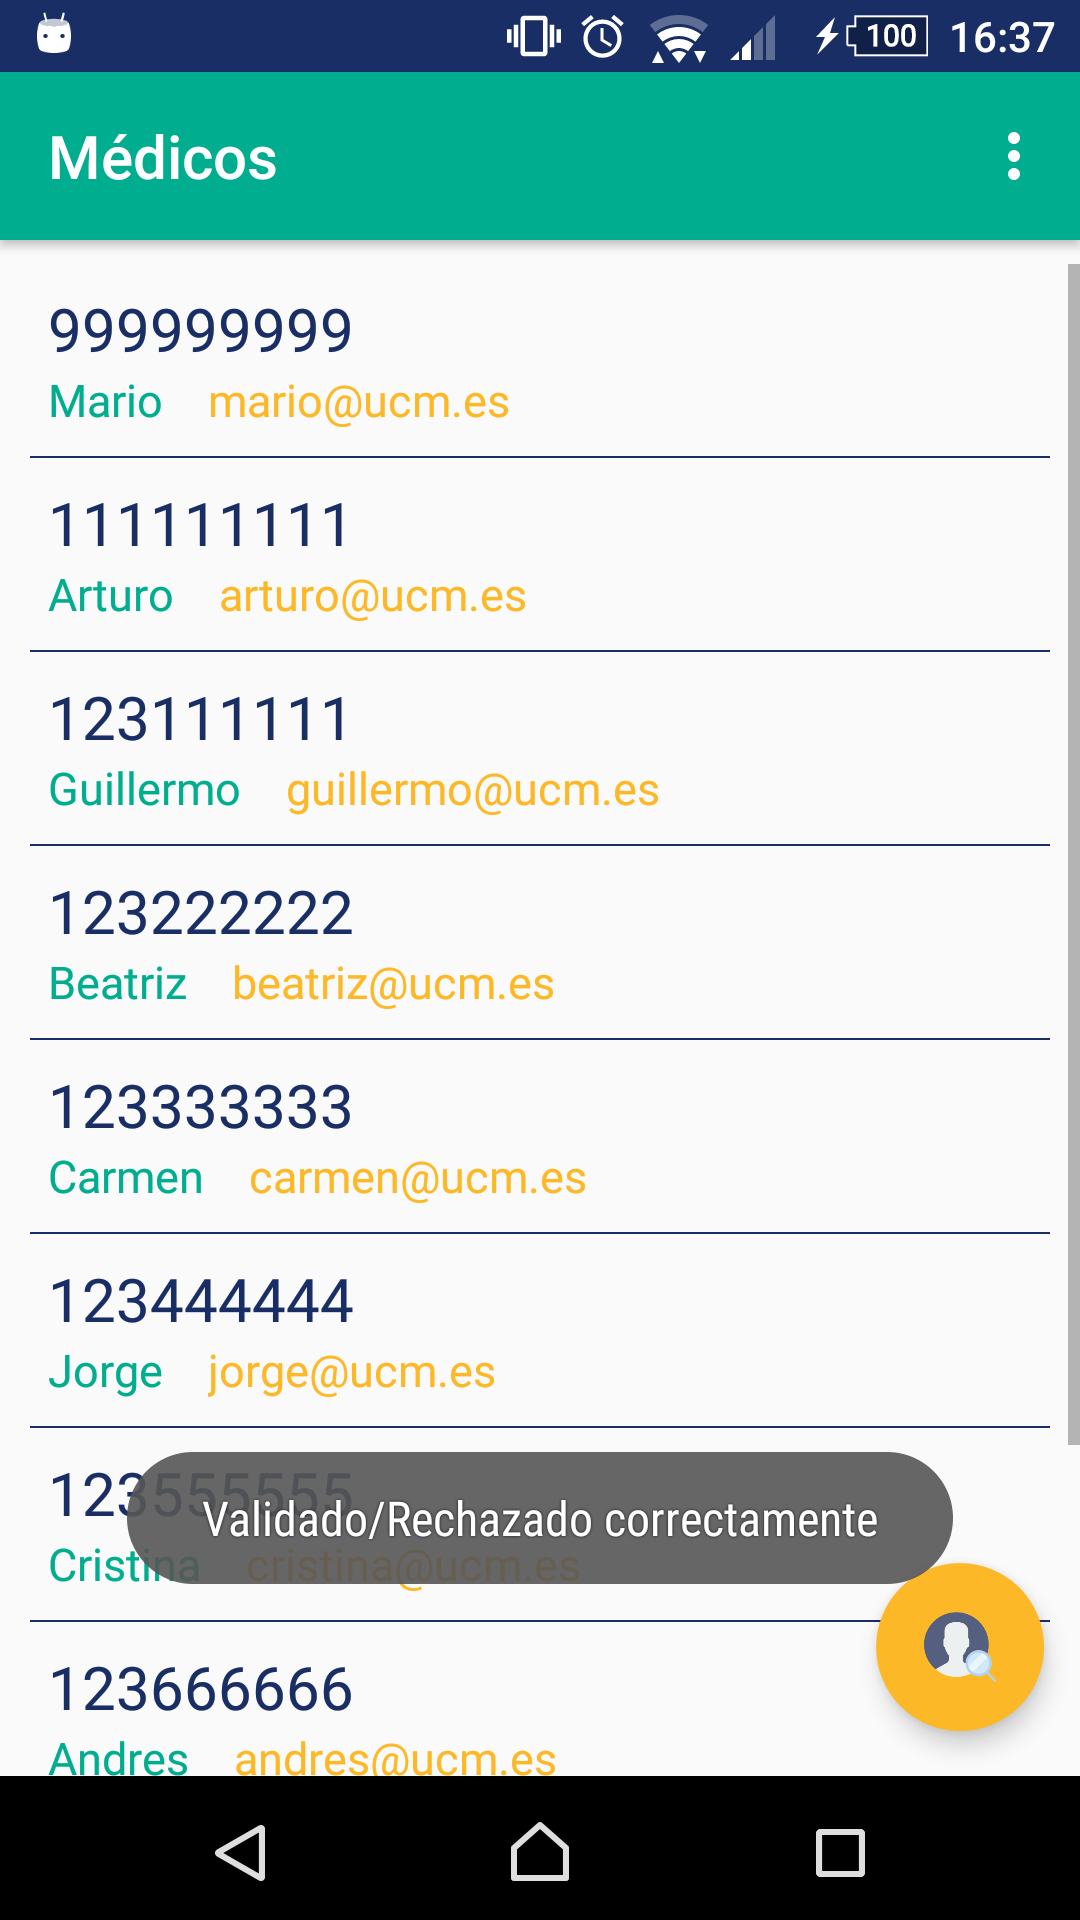 100 16:37
Médicos
999999999
Mario mario@ucm.es
111111111
Arturo arturo@ucm.es
123111111
Guillermo guillermo@ucm.es
123222222
Beatriz beatriz@ucm.es
123333333
Carmen carmen@ucm.es
123444444
Jorge jorge@ucm.es
123555555
Validado/Rechazado correctamente
Cristina cristina@ucm.es
123666666
Andres andres@ucm.es